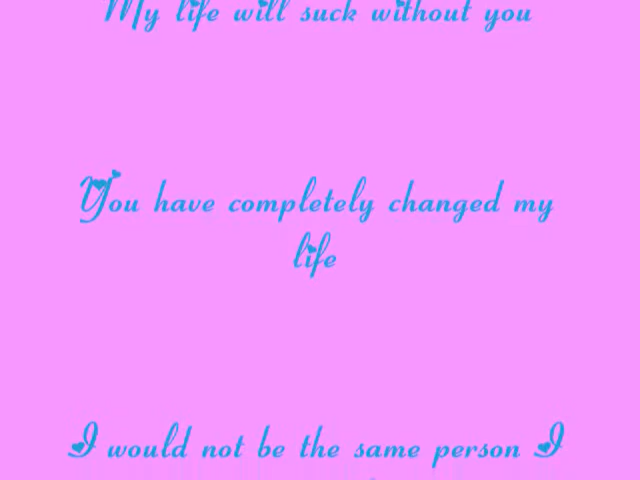 My life will suck without you
You have completely changed my
life
I would not be the same person I